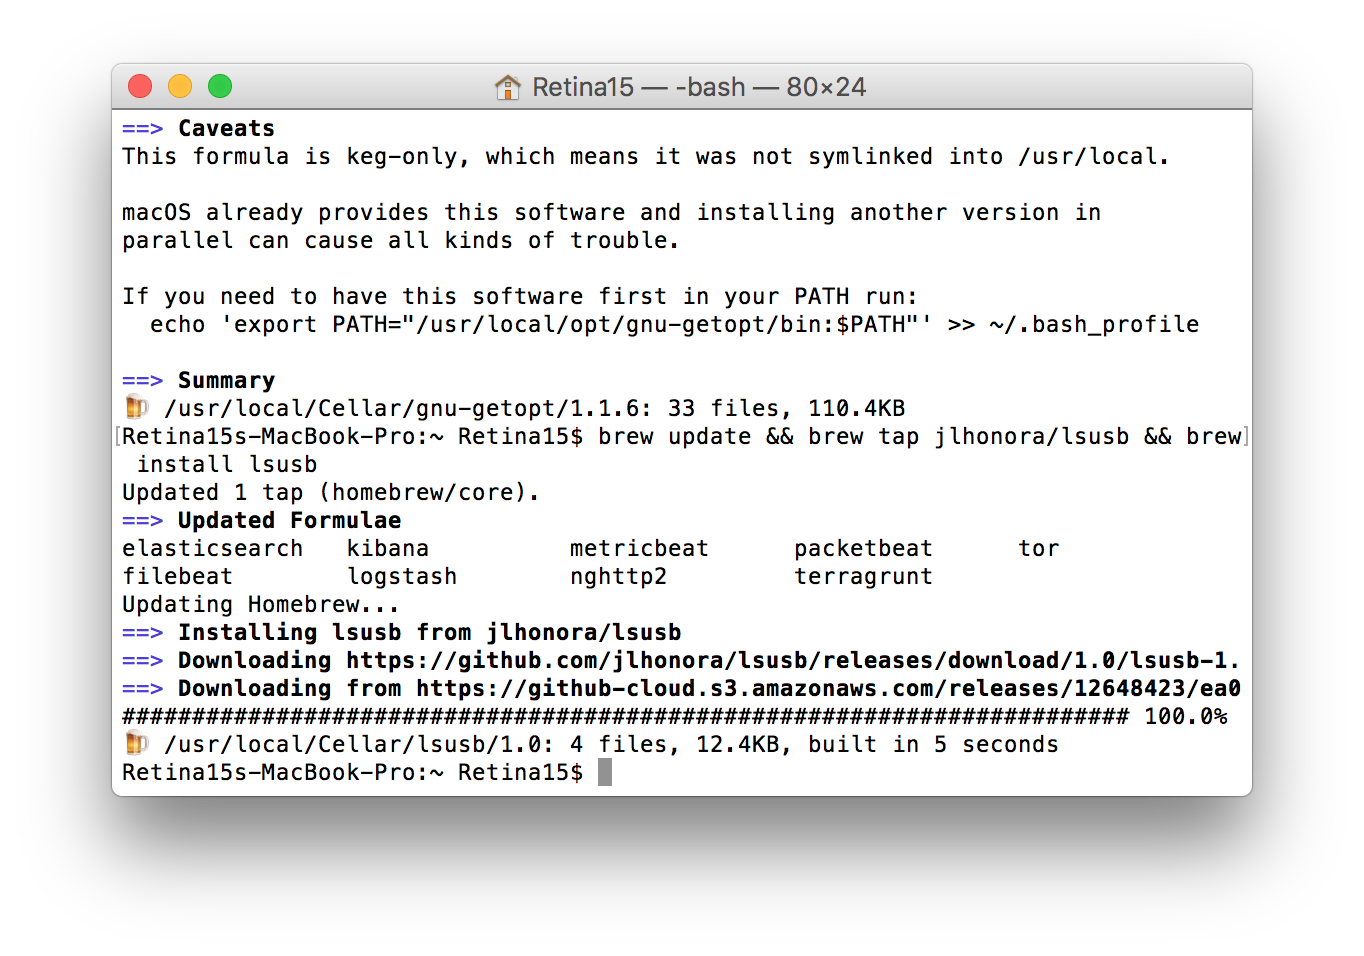 Retina15 — -bash — 80×24
==> Caveats
This formula is keg-only, which means it was not symlinked into /usr/local.
macOS already provides this software and installing another version in
parallel can cause all kinds of trouble.
If you need to have this software first in your PATH run:
  echo 'export PATH="/usr/local/opt/gnu-getopt/bin:$PATH"' >> ~/.bash_profile
==> Summary
🍺 /usr/local/Cellar/gnu-getopt/1.1.6: 33 files, 110.4KB
[Retina15s-MacBook-Pro:~ Retina15$ brew update && brew tap jlhonora/lsusb && brew]
 install lsusb
Updated 1 tap (homebrew/core).
==> Updated Formulae
elasticsearch   kibana          metricbeat      packetbeat      tor
filebeat        logstash        nghttp2         terragrunt
Updating Homebrew...
==> Installing lsusb from jlhonora/lsusb
==> Downloading https://github.com/jlhonora/lsusb/releases/download/1.0/lsusb-1.
==> Downloading from https://github-cloud.s3.amazonaws.com/releases/12648423/ea0
######################################################################## 100.0%
🍺 /usr/local/Cellar/lsusb/1.0: 4 files, 12.4KB, built in 5 seconds
Retina15s-MacBook-Pro:~ Retina15$